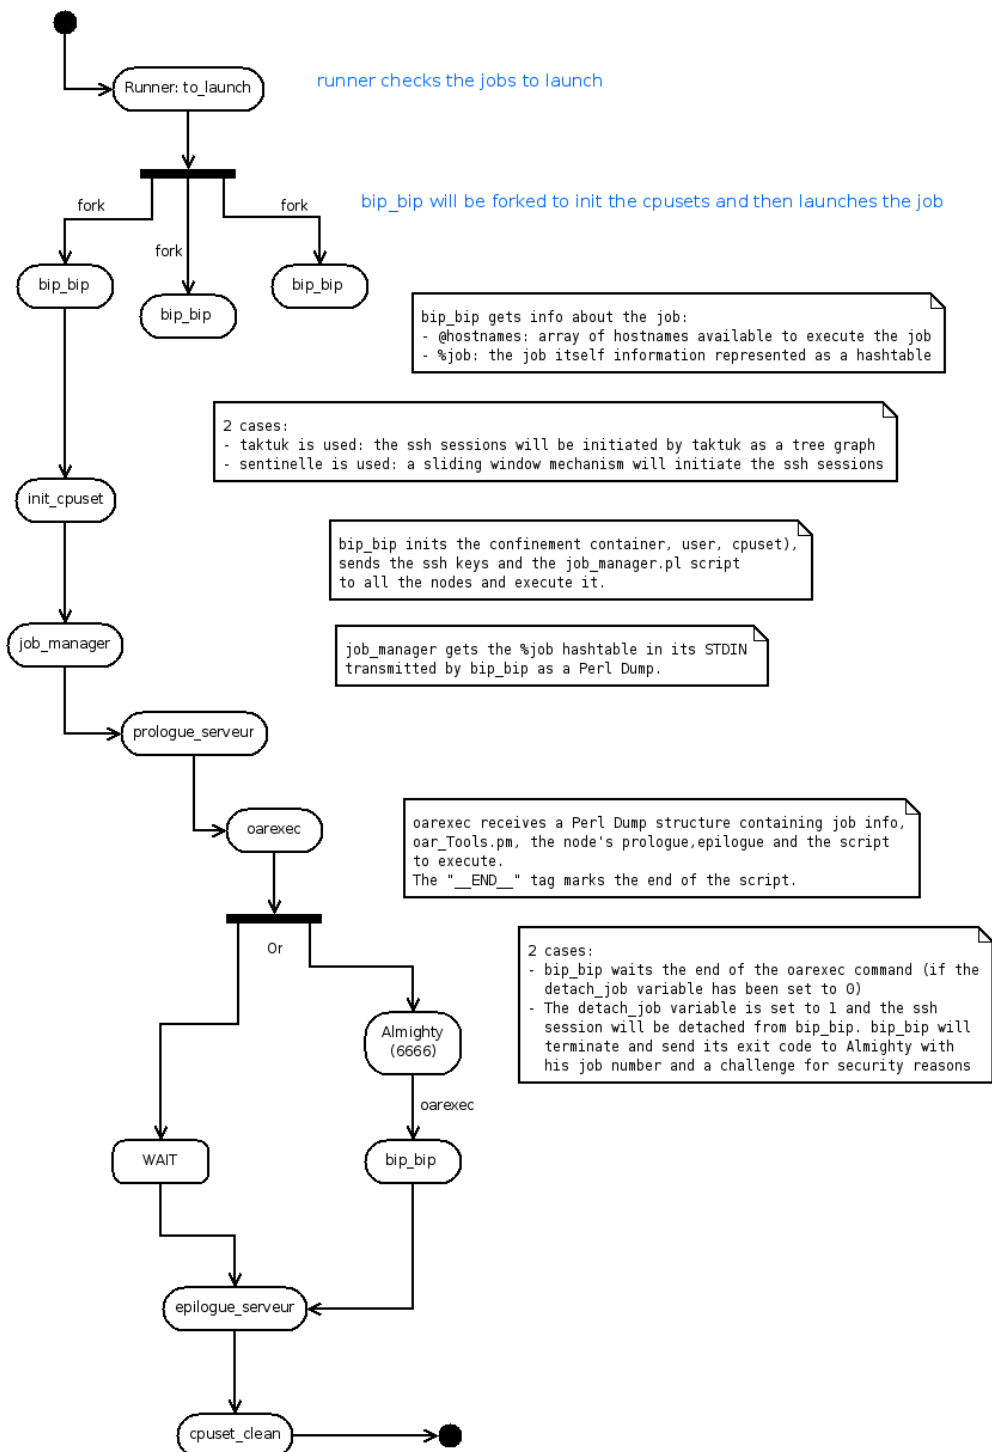 Runner: to_launch
runner checks the jobs to launch
fork
fork
fork
bip_bip will be forked to init the cpusets and then launches the job
bip_bip
bip_bip
bip_bip
bip_bip gets info about the job:
- @hostnames: array of hostnames available to execute the job
- %job: the job itself information represented as a hashtable
2 cases:
- taktuk is used: the ssh sessions will be initiated by taktuk as a tree graph
- sentinelle is used: a sliding window mechanism will initiate the ssh sessions
init_cpuset
bip_bip inits the confinement container, user, cpuset),
sends the ssh keys and the job_manager.pl script
to all the nodes and execute it.
job_manager
job_manager gets the %job hashtable in its STDIN
transmitted by bip_bip as a Perl Dump.
prologue_serveur
oarexec
oarexec receives a Perl Dump structure containing job info,
oar_Tools.pm, the node's prologue,epilogue and the script
to execute.
The "__END__" tag marks the end of the script.
Or
2 cases:
- bip_bip waits the end of the oarexec command (if the
detach_job variable has been set to 0)
- The detach_job variable is set to 1 and the ssh
session will be detached from bip_bip. bip_bip will
terminate and send its exit code to Almighty with
his job number and a challenge for security reasons
Almighty
(6666)
oarexec
WAIT
bip_bip
epilogue_serveur
cpuset_clean